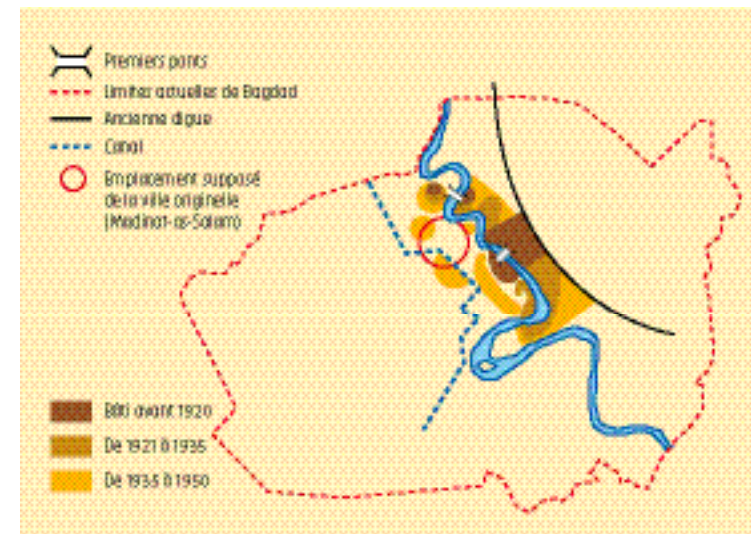 Premiers ponts
Limites actuelles de Bagdad
Ancienne digue
Canal
Emplacement supposé
de la ville originelle
(Madinat-as-Salam)
Bâti avant 1920
De 1921 à 1935
De 1935 à 1950